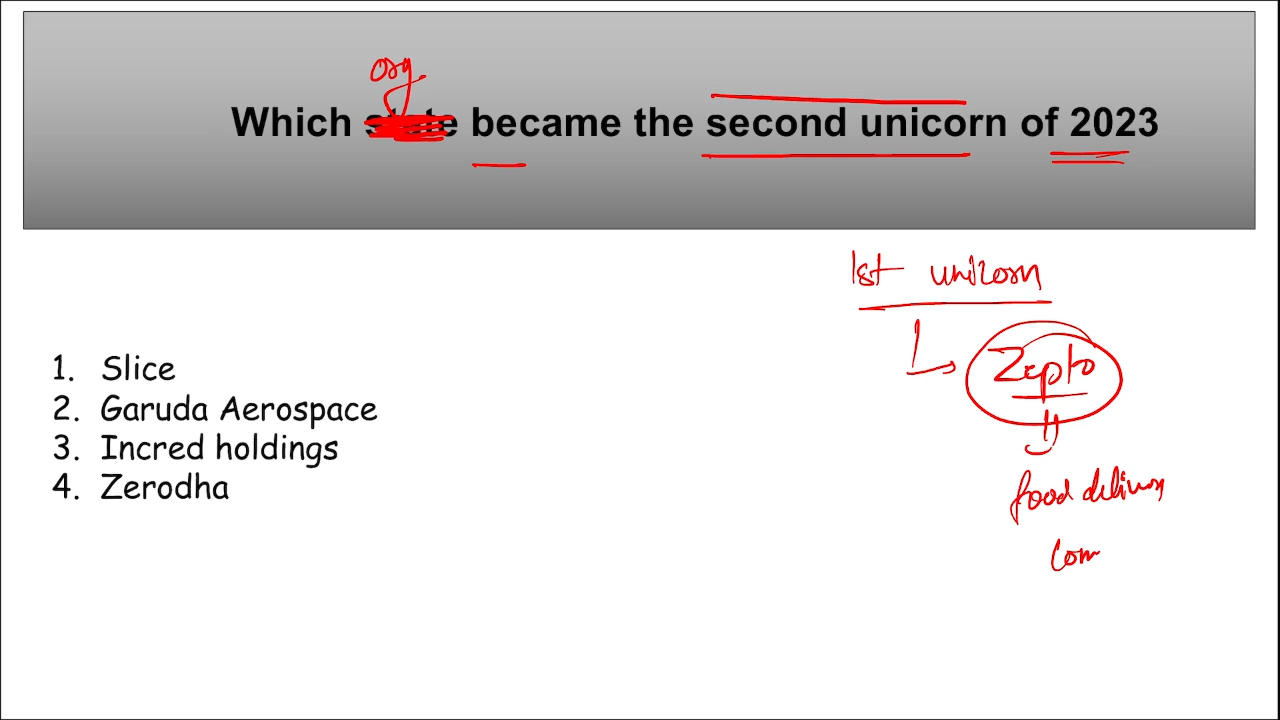 org
Which state became the second unicorn of 2023
1st unicorn
Zepto
food delivery
com
1. Slice
2. Garuda Aerospace
3. Incred holdings
4. Zerodha